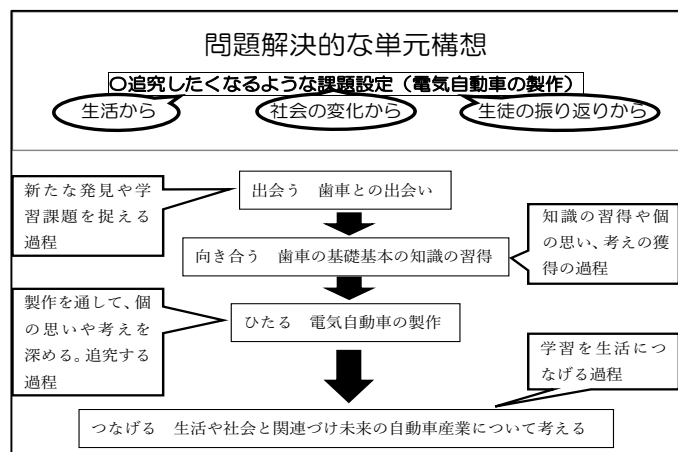 問題解決的な単元構想
○追究したくなるような課題設定（電気自動車の製作）
生活から
社会の変化から
生徒の振り返りから
新たな発見や学
習課題を捉える
過程
出会う　歯車との出会い
知識の習得や個
の思い、考えの獲
得の過程
向き合う　歯車の基礎基本の知識の習得
製作を通して、個
の思いや考えを
深める。追究する
過程
ひたる　電気自動車の製作
学習を生活につ
なげる過程
つなげる　生活や社会と関連づけ未来の自動車産業について考える